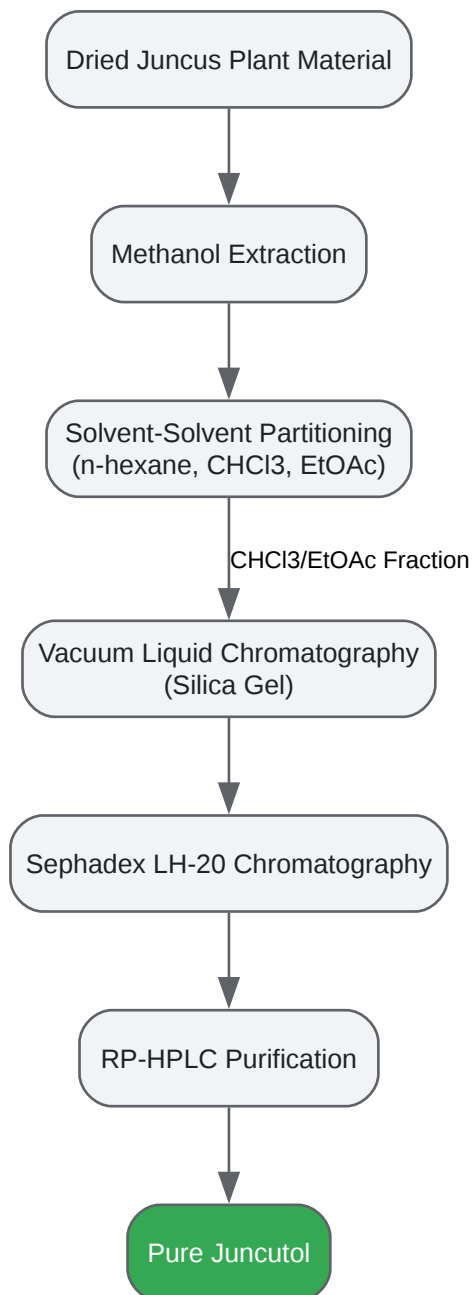 Dried Juncus Plant Material
Methanol Extraction
Solvent-Solvent Partitioning
(n-hexane, CHCl3, EtOAc)
CHCl3/EtOAc Fraction
Vacuum Liquid Chromatography
(Silica Gel)
Sephadex LH-20 Chromatography
RP-HPLC Purification
Pure Juncutol